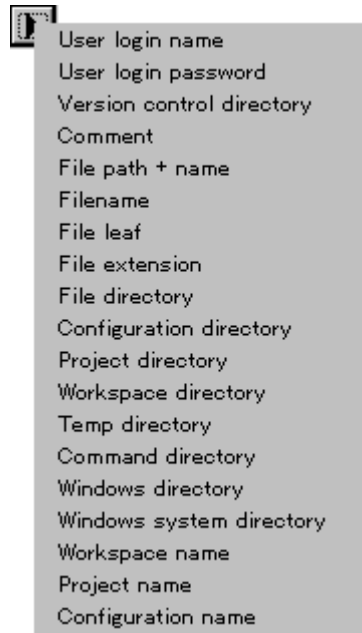 User login name
User login password
Version control directory
Comment
File path + name
Filename
File leaf
File extension
File directory
Configuration directory
Project directory
Workspace directory
Temp directory
Command directory
Windows directory
Windows system directory
Workspace name
Project name
Configuration name